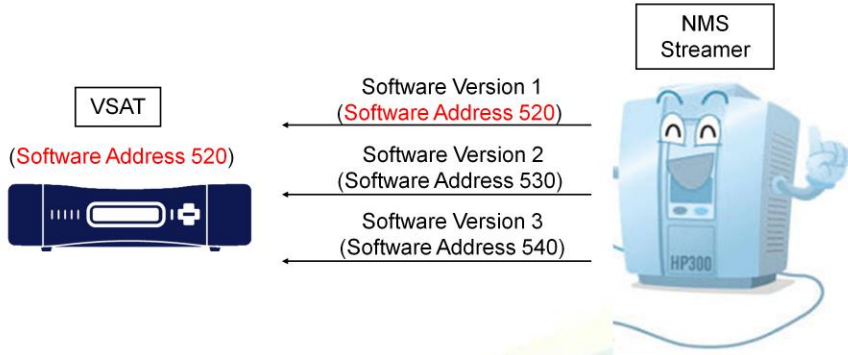 NMS
Streamer
VSAT
(Software Address 520)
Software Version 1
(Software Address 520)
Software Version 2
(Software Address 530)
Software Version 3
(Software Address 540)
HP300